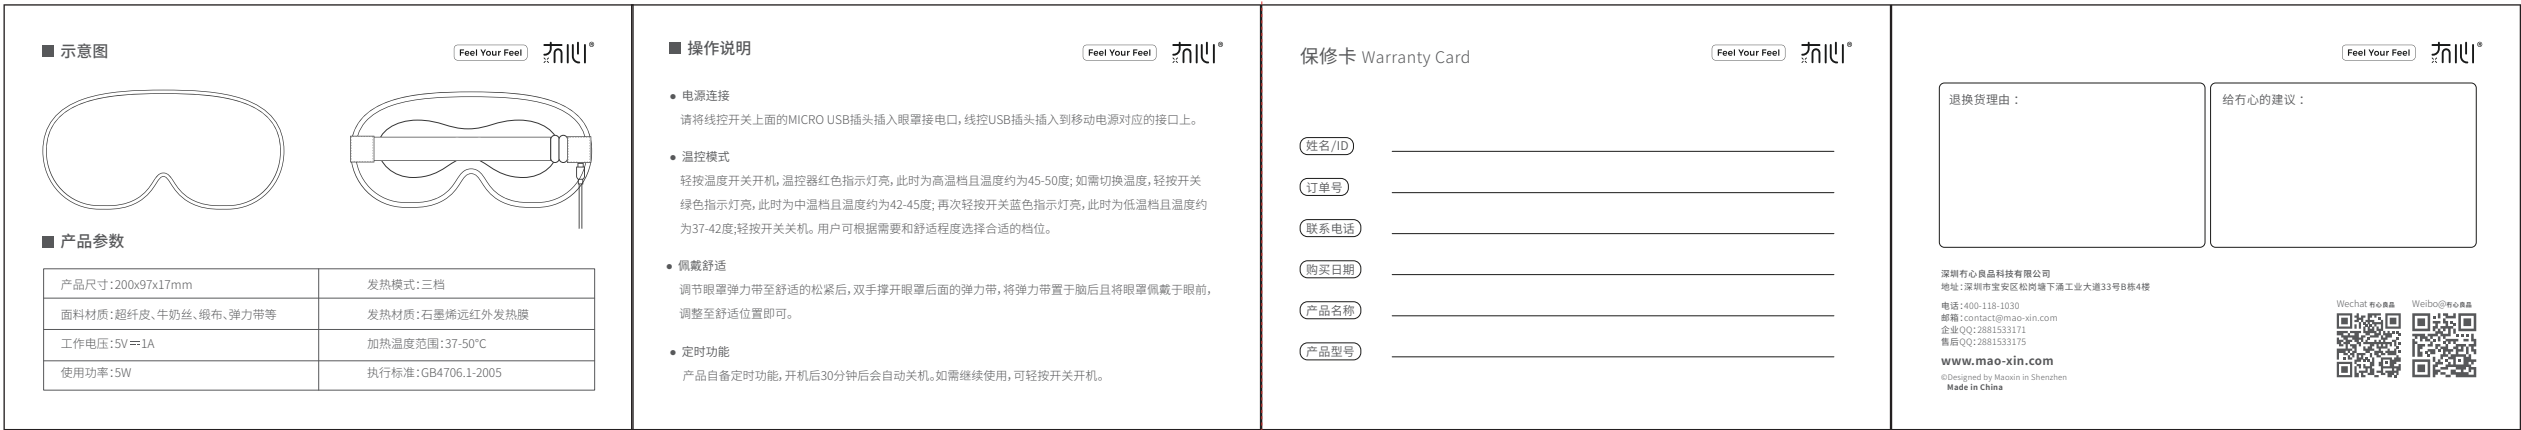 示意图
Feel Your Feel 冇心®
产品参数
产品尺寸:200x97x17mm
发热模式:三档
面料材质:超纤皮、牛奶丝、缎布、弹力带等
发热材质:石墨烯远红外发热膜
工作电压:5V⎓1A
加热温度范围:37-50℃
使用功率:5W
执行标准:GB4706.1-2005
操作说明
Feel Your Feel 冇心®
电源连接
请将线控开关上面的MICRO USB插头插入眼罩接电口,线控USB插头插入到移动电源对应的接口上。
温控模式
轻按温度开关开机,温控器红色指示灯亮,此时为高温档且温度约为45-50度;如需切换温度,轻按开关
绿色指示灯亮,此时为中温档且温度约为42-45度;再次轻按开关蓝色指示灯亮,此时为低温档且温度约
为37-42度;轻按开关关机。用户可根据需要和舒适程度选择合适的档位。
佩戴舒适
调节眼罩弹力带至舒适的松紧后,双手撑开眼罩后面的弹力带,将弹力带置于脑后且将眼罩佩戴于眼前,
调整至舒适位置即可。
定时功能
产品自备定时功能,开机后30分钟后会自动关机。如需继续使用,可轻按开关开机。
保修卡 Warranty Card
Feel Your Feel 冇心®
姓名/ID
订单号
联系电话
购买日期
产品名称
产品型号
Feel Your Feel 冇心®
退换货理由：
给冇心的建议：
深圳冇心良品科技有限公司
地址:深圳市宝安区松岗塘下涌工业大道33号B栋4楼
电话:400-118-1030
邮箱:contact@mao-xin.com
企业QQ:2881533171
售后QQ:2881533175
www.mao-xin.com
©Designed by Maoxin in Shenzhen
Made in China
Wechat 冇心良品
Weibo@冇心良品